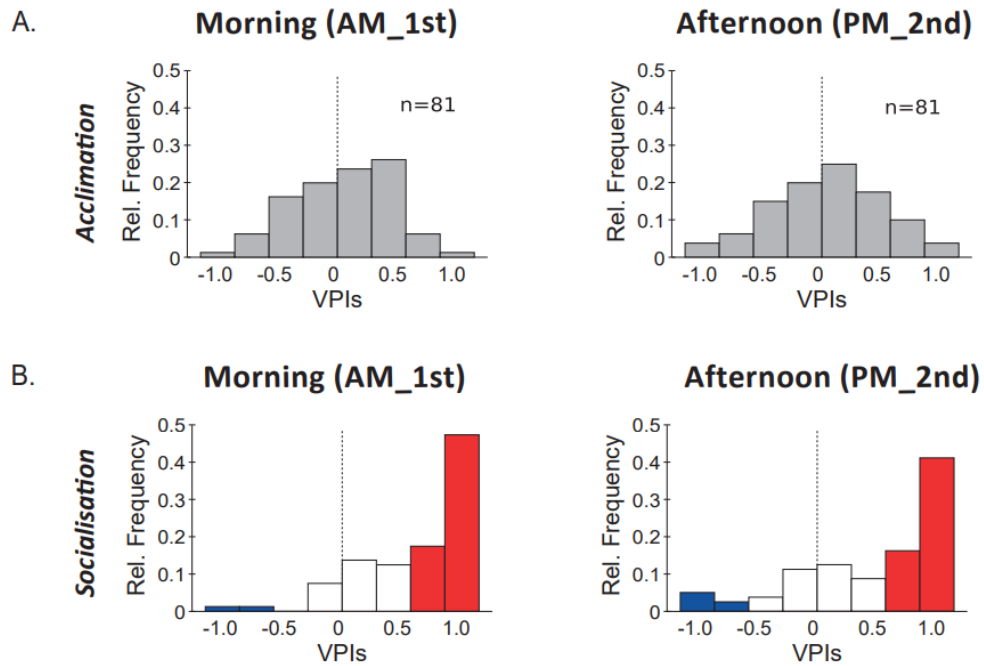 A.
Morning (AM_1st)
Afternoon (PM_2nd)
Acclimation
Rel. Frequency
0.5
0.4
0.3
0.2
0.1
0
n=81
-1.0 -0.5 0 0.5 1.0
VPIs
Rel. Frequency
0.5
0.4
0.3
0.2
0.1
0
n=81
-1.0 -0.5 0 0.5 1.0
VPIs
B.
Morning (AM_1st)
Afternoon (PM_2nd)
Socialisation
Rel. Frequency
0.5
0.4
0.3
0.2
0.1
0
-1.0 -0.5 0 0.5 1.0
VPIs
Rel. Frequency
0.5
0.4
0.3
0.2
0.1
0
-1.0 -0.5 0 0.5 1.0
VPIs